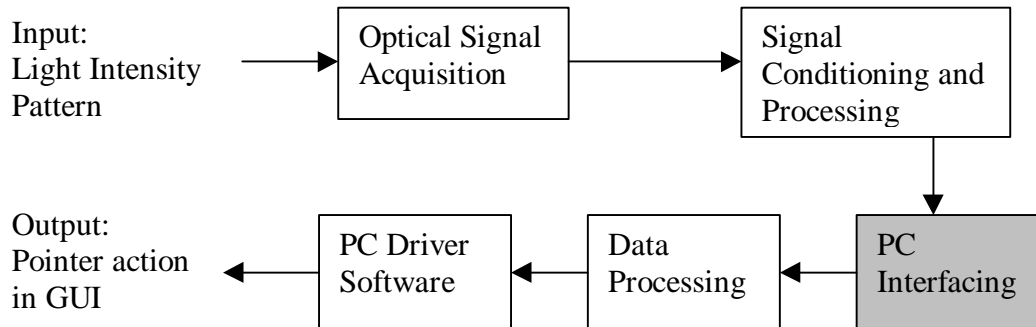 Input:
Light Intensity
Pattern
Optical Signal
Acquisition
Signal
Conditioning and
Processing
Output:
Pointer action
in GUI
PC Driver
Software
Data
Processing
PC
Interfacing